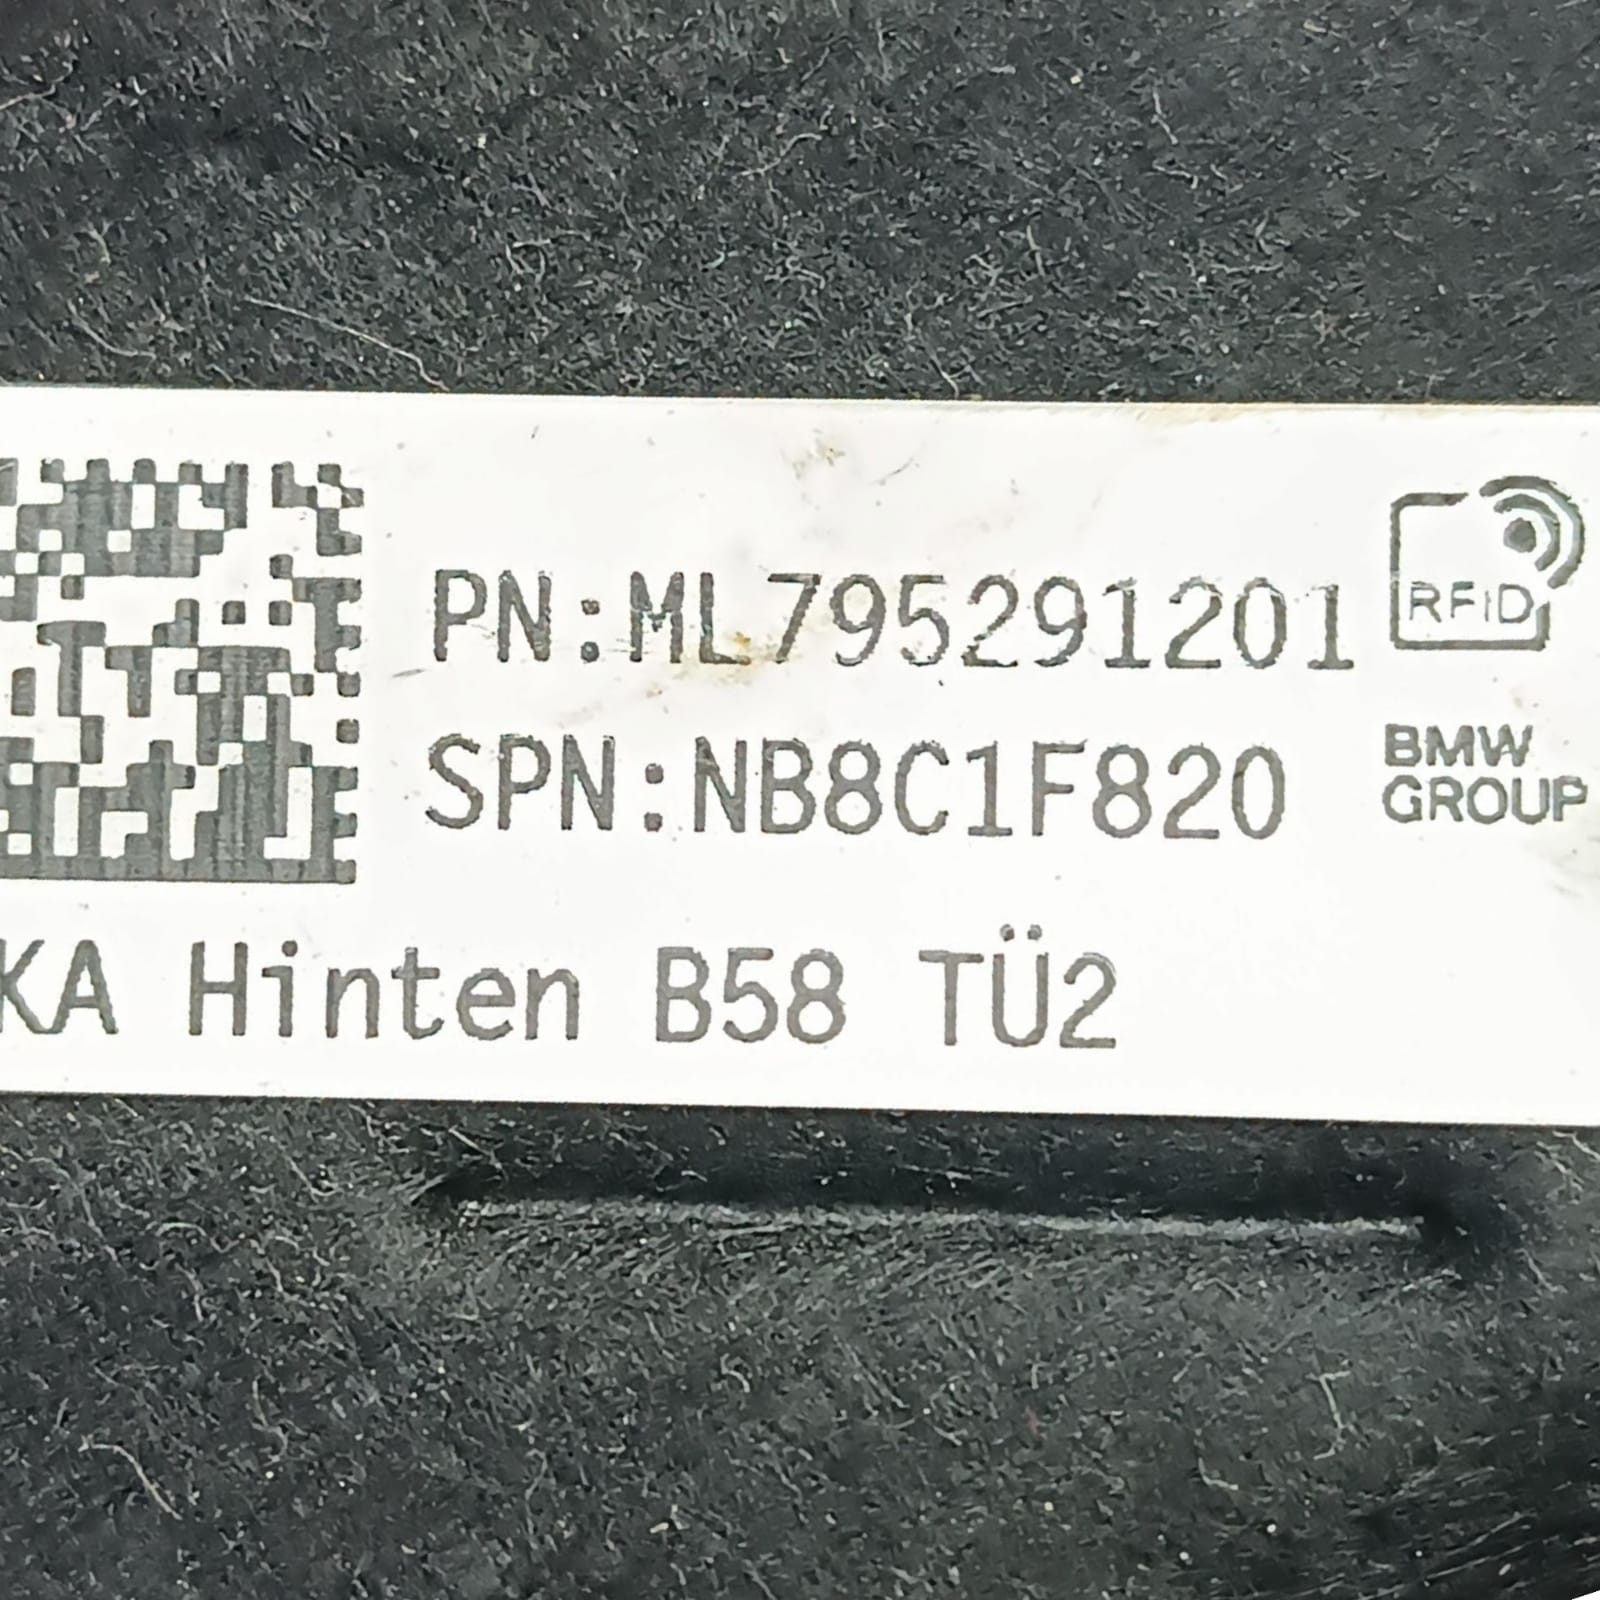 PN:ML795291201
RFID
SPN:NB8C1F820
BMW
GROUP
KA Hinten B58 TÜ2